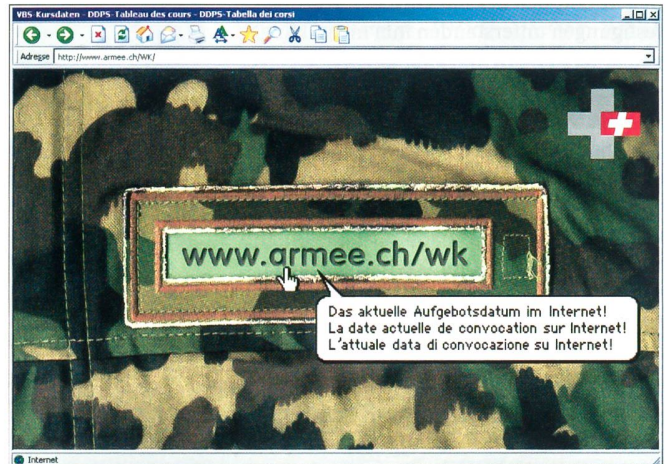 VBS-Kursdaten - DDPS-Tableau des cours - DDPS-Tabella dei corsi
Adresse http://www.armee.ch/WK/
www.armee.ch/wk
Das aktuelle Aufgebotsdatum im Internet!
La date actuelle de convocation sur Internet!
L'attuale data di convocazione su Internet!
Internet